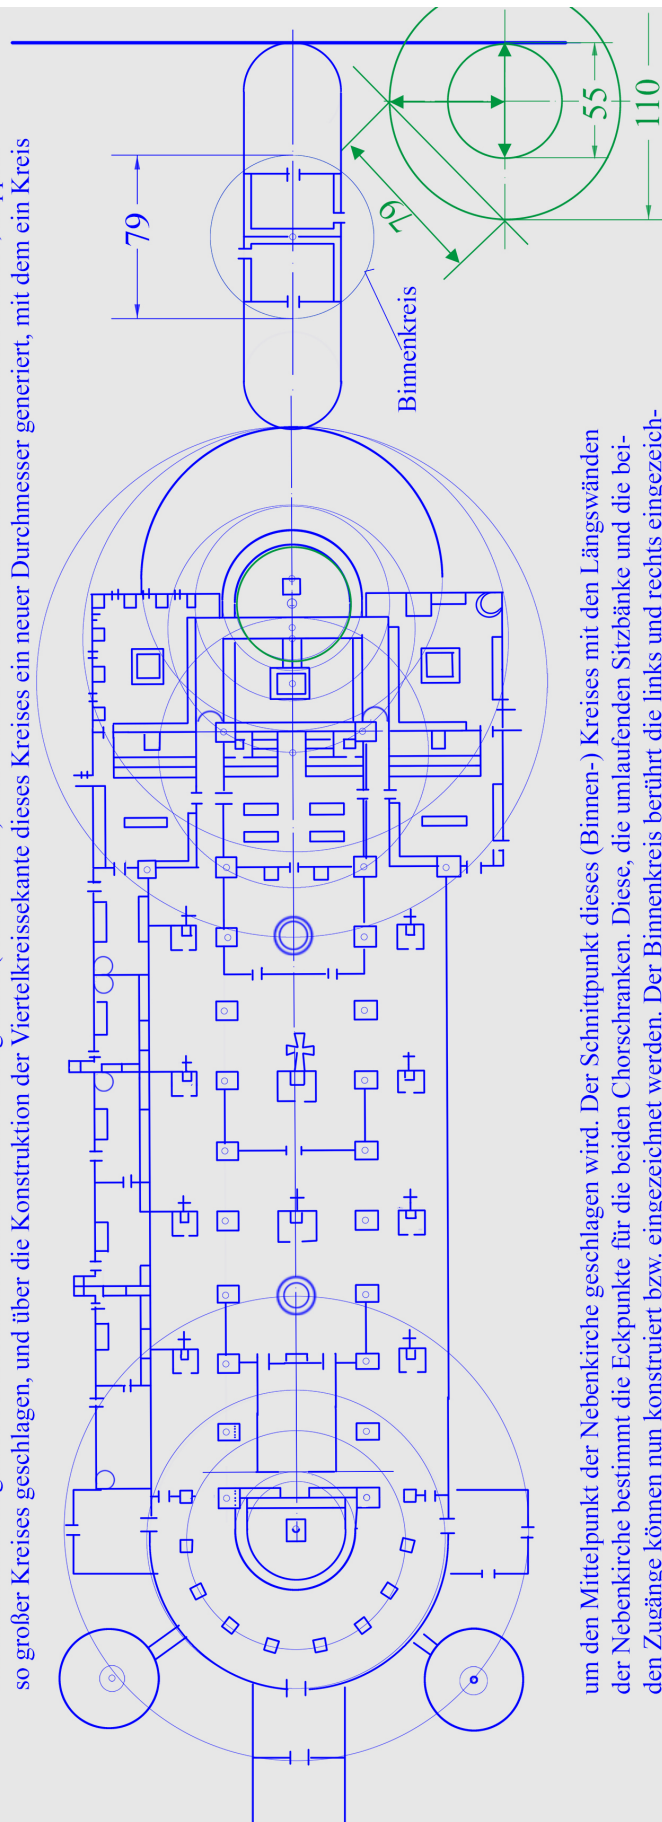 so großer Kreises geschlagen, und über die Konstruktion der Viertelkreissekante dieses Kreises ein neuer Durchmesser generiert, mit dem ein Kreis
79
Binnenkreis
79
55
110
um den Mittelpunkt der Nebenkirche geschlagen wird. Der Schnittpunkt dieses (Binnen-) Kreises mit den Längswänden
der Nebenkirche bestimmt die Eckpunkte für die beiden Chorschranken. Diese, die umlaufenden Sitzbänke und die bei-
den Zugänge können nun konstruiert bzw. eingezeichnet werden. Der Binnenkreis berührt die links und rechts eingezeich-